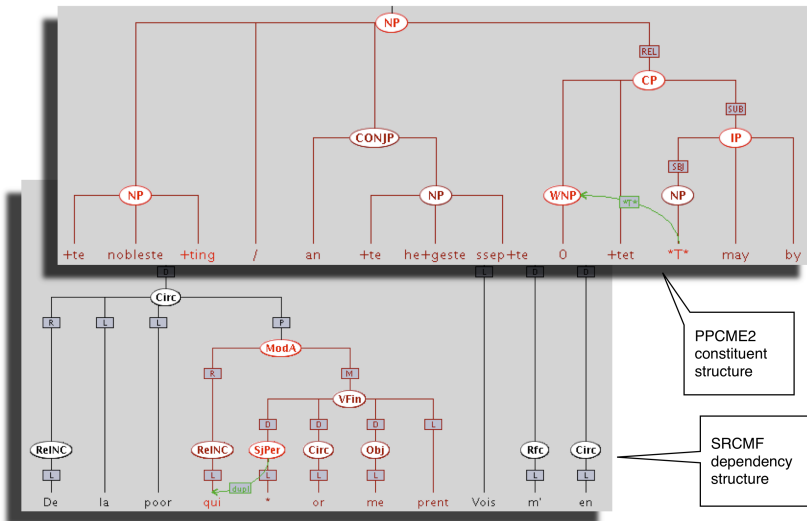 NP
REL
CP
SUB
CONJP
IP
SBJ
NP NP WNP *T* NP
+te nobleste +ting / an +te he+geste ssep+te 0 +tet *T* may by
D L D D
Circ
R L L P
PPCME2
constituent
structure
ModA
R M
VFin
D D D L
RelNC RelNC SjPer Circ Obj Rfc Circ
SRCMF
dependency
structure
L L L L L L L
dupl
De la poor qui * or me prent Vois m' en